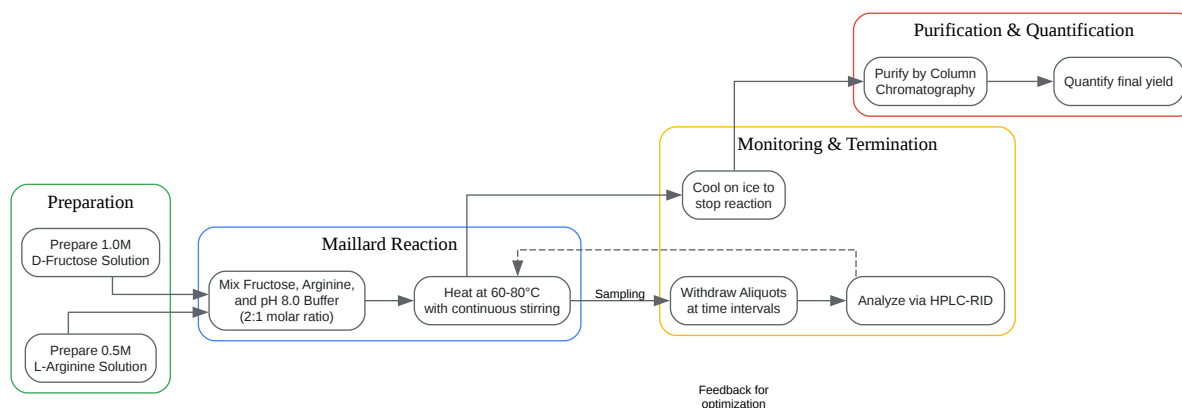 Purification & Quantification
Purify by Column
Chromatography
Quantify final yield
Monitoring & Termination
Cool on ice to
stop reaction
Preparation
Prepare 1.0M
D-Fructose Solution
Maillard Reaction
Mix Fructose, Arginine,
and pH 8.0 Buffer
(2:1 molar ratio)
Heat at 60-80°C
with continuous stirring
Sampling
Withdraw Aliquots
at time intervals
Analyze via HPLC-RID
Prepare 0.5M
L-Arginine Solution
Feedback for
optimization